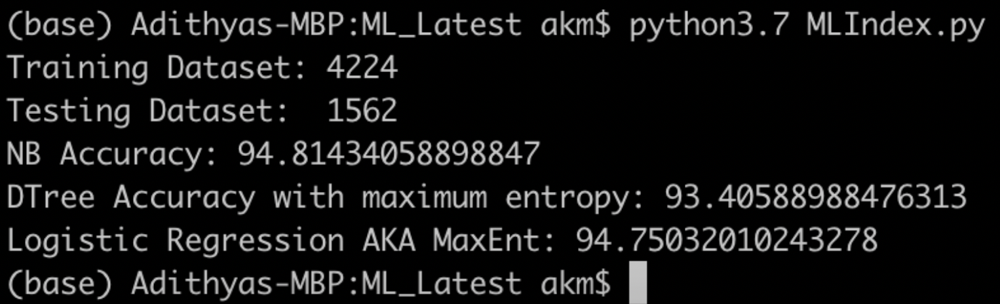 (base) Adithyas-MBP:ML_Latest akm$ python3.7 MLIndex.py
Training Dataset: 4224
Testing Dataset:  1562
NB Accuracy: 94.81434058898847
DTree Accuracy with maximum entropy: 93.40588988476313
Logistic Regression AKA MaxEnt: 94.75032010243278
(base) Adithyas-MBP:ML_Latest akm$